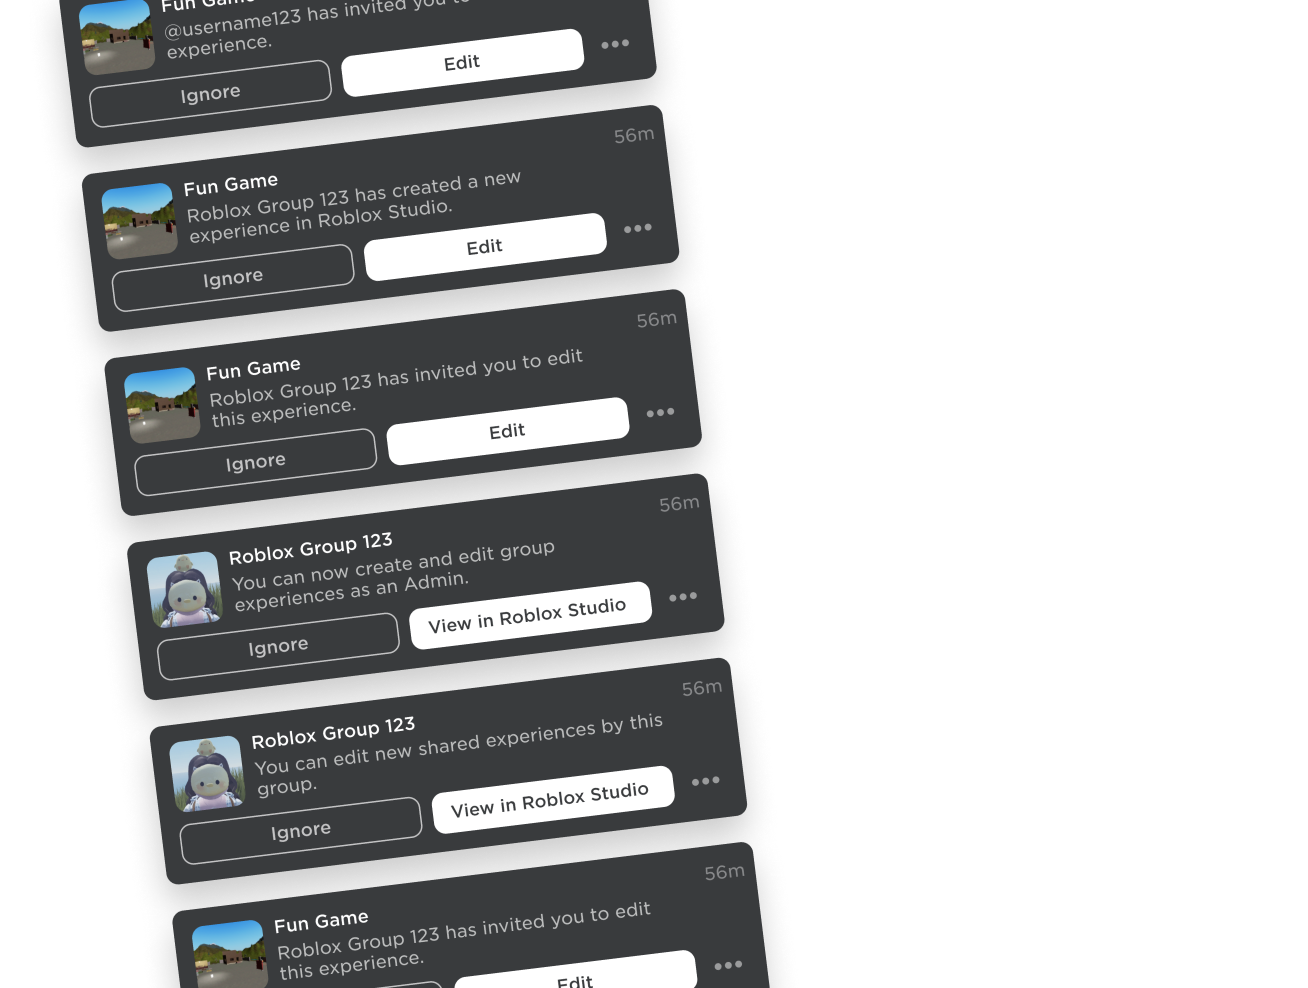 Fun Game
@username123 has invited you to
experience.
Ignore
Edit
56m
Fun Game
Roblox Group 123 has created a new
experience in Roblox Studio.
Ignore
Edit
56m
Fun Game
Roblox Group 123 has invited you to edit
this experience.
Ignore
Edit
56m
Roblox Group 123
You can now create and edit group
experiences as an Admin.
Ignore
View in Roblox Studio
56m
Roblox Group 123
You can edit new shared experiences by this
group.
Ignore
View in Roblox Studio
56m
Fun Game
Roblox Group 123 has invited you to edit
this experience.
Edit